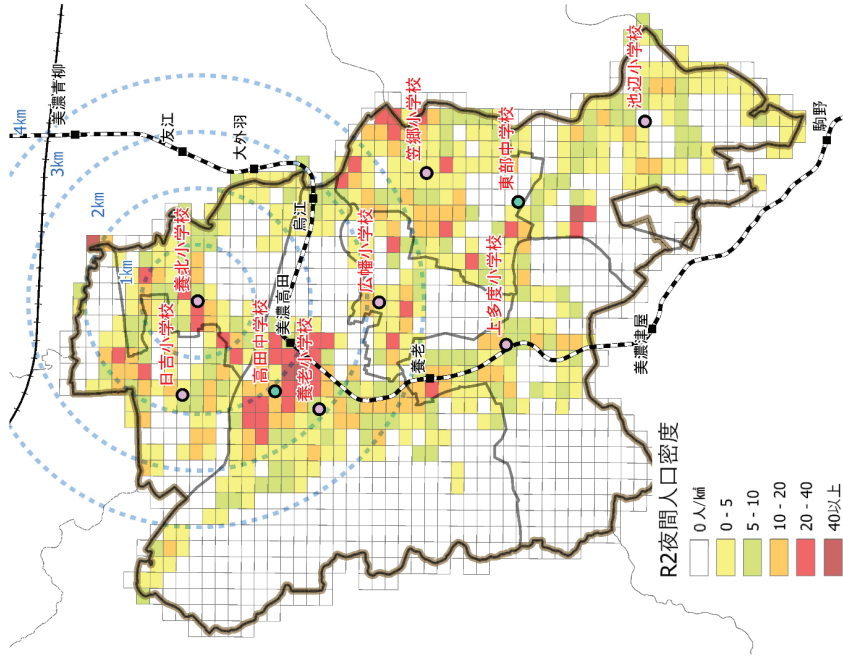 4km
3km
2km
1km
美濃青柳
友江
大外羽
烏江
美濃高田
養老
美濃津屋
駒野
養北小学校
日吉小学校
高田中学校
養老小学校
広幡小学校
笠郷小学校
東部中学校
上多度小学校
池辺小学校
R2夜間人口密度
0 人/k㎡
0 - 5
5 - 10
10 - 20
20 - 40
40以上